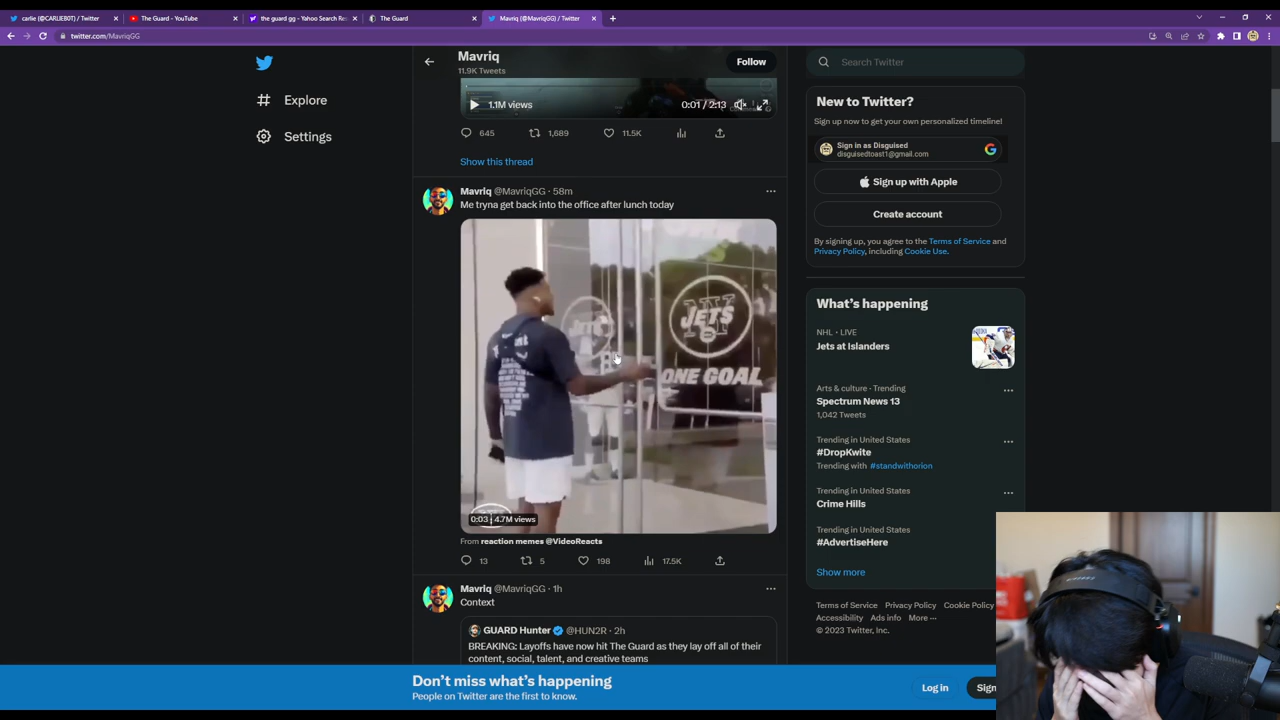 carlie (@CARLIEB0T) / Twitter
The Guard - YouTube
the guard gg - Yahoo Search Res
The Guard
Mavriq (@MavriqGG) / Twitter
twitter.com/MavriqGG
Explore
Settings
Mavriq
11.9K Tweets
Follow
1.1M views
0:01 / 2:13
645
1,689
11.5K
Show this thread
Mavriq @MavriqGG · 58m
Me tryna get back into the office after lunch today
JETS
JETS
ONE GOAL
0:03 4.7M views
From reaction memes @VideoReacts
13
5
198
17.5K
Mavriq @MavriqGG · 1h
Context
GUARD Hunter @HUN2R · 2h
BREAKING: Layoffs have now hit The Guard as they lay off all of their
content, social, talent, and creative teams
Search Twitter
New to Twitter?
Sign up now to get your own personalized timeline!
Sign in as Disguised
disguisedtoast1@gmail.com
Sign up with Apple
Create account
By signing up, you agree to the Terms of Service and
Privacy Policy, including Cookie Use.
What's happening
NHL · LIVE
Jets at Islanders
Arts & culture · Trending
Spectrum News 13
1,042 Tweets
Trending in United States
#DropKwite
Trending with #standwithorion
Trending in United States
Crime Hills
Trending in United States
#AdvertiseHere
Show more
Terms of Service Privacy Policy Cookie Policy
Accessibility Ads info More ···
© 2023 Twitter, Inc.
Don't miss what's happening
People on Twitter are the first to know.
Log in
Sign